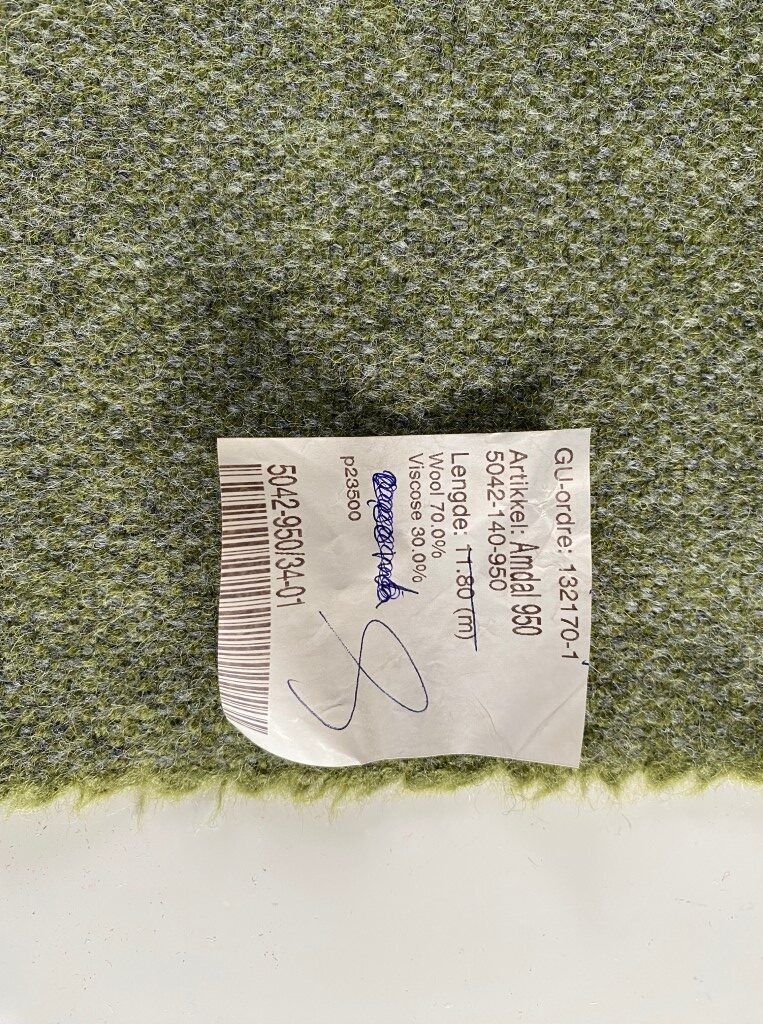 GU-ordre: 132170-1
Artikkel: Amdal 950
5042-140-950
Lengde: 11.80 (m)
Wool 70.0%
Viscose 30.0%
p23500
5042-950/34-01